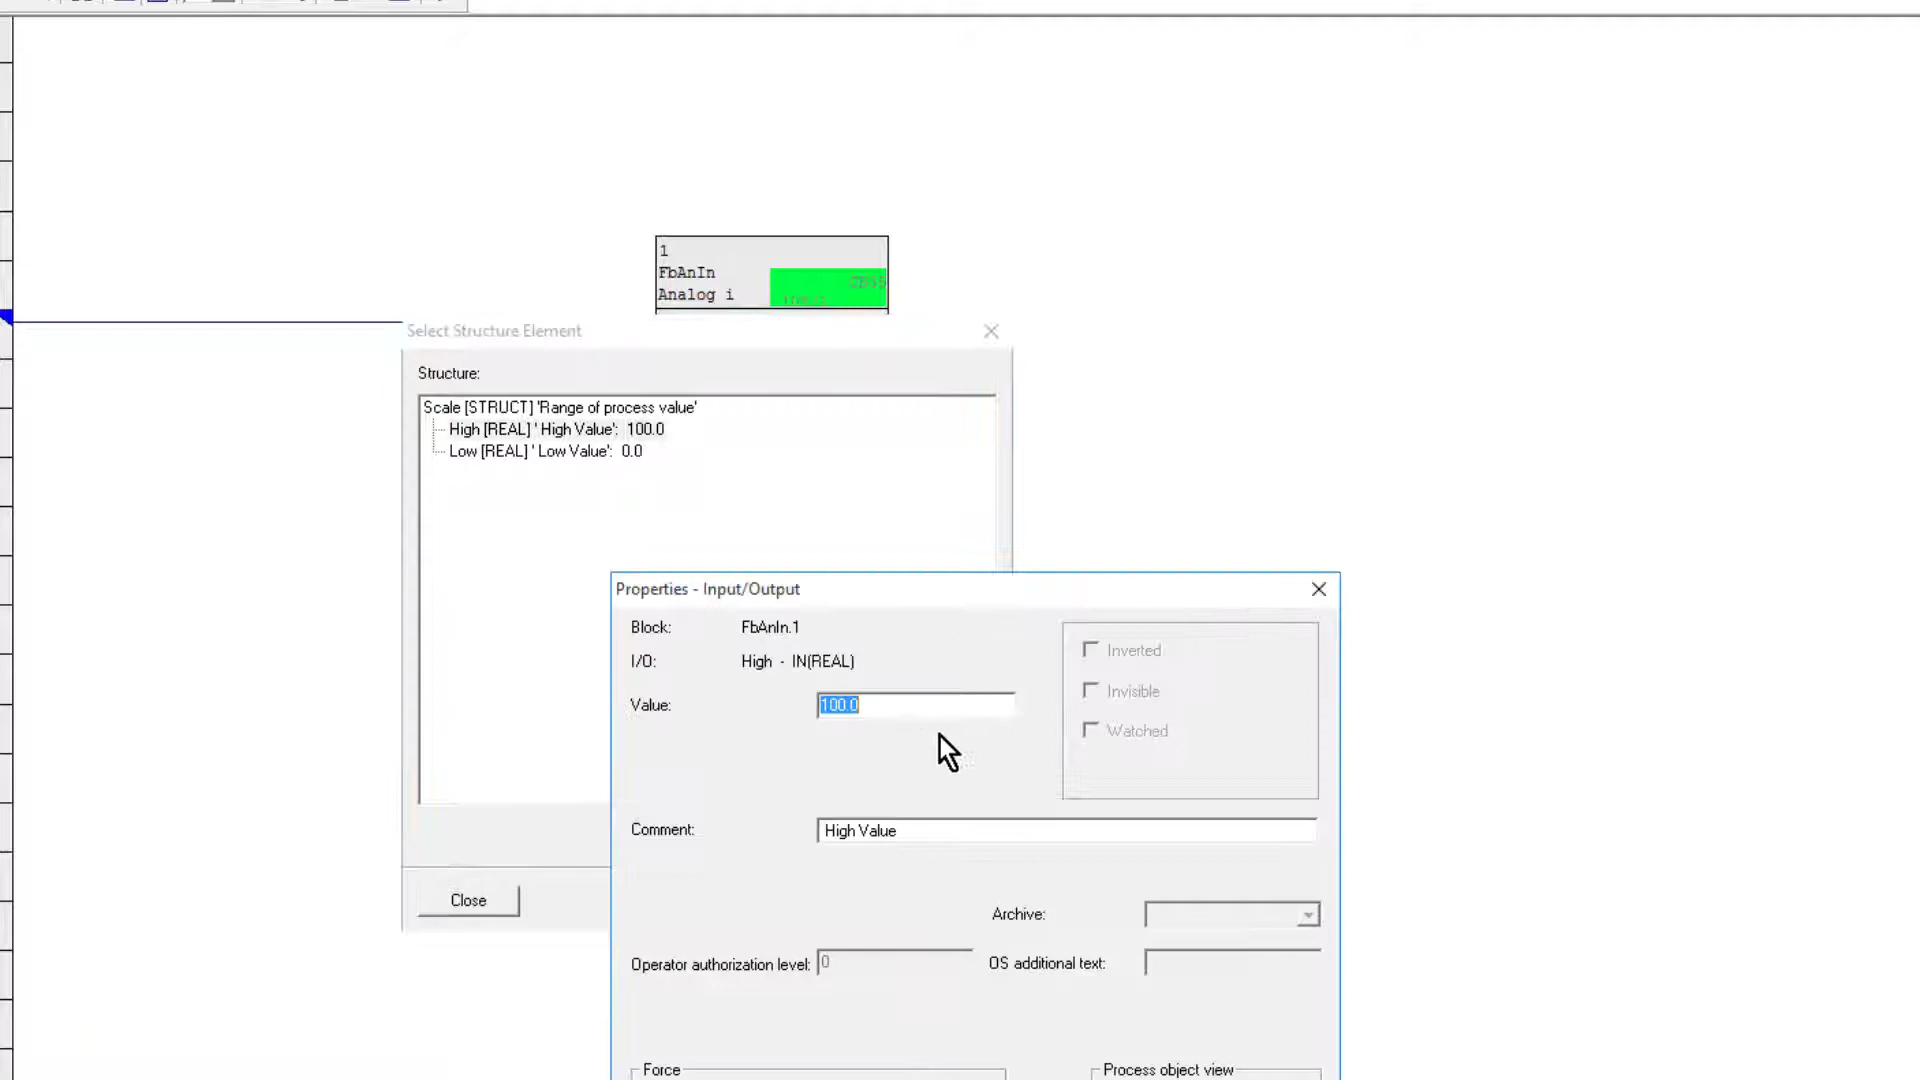 1
FbAnIn
Analog i
Select Structure Element
Structure:
Scale [STRUCT] 'Range of process value'
High [REAL] ' High Value': 100.0
Low [REAL] ' Low Value': 0.0
Close
Properties - Input/Output
Block: FbAnIn.1
I/O: High - IN(REAL)
Value: 100.0
Inverted
Invisible
Watched
Comment: High Value
Archive:
Operator authorization level: 0
OS additional text:
Force
Process object view